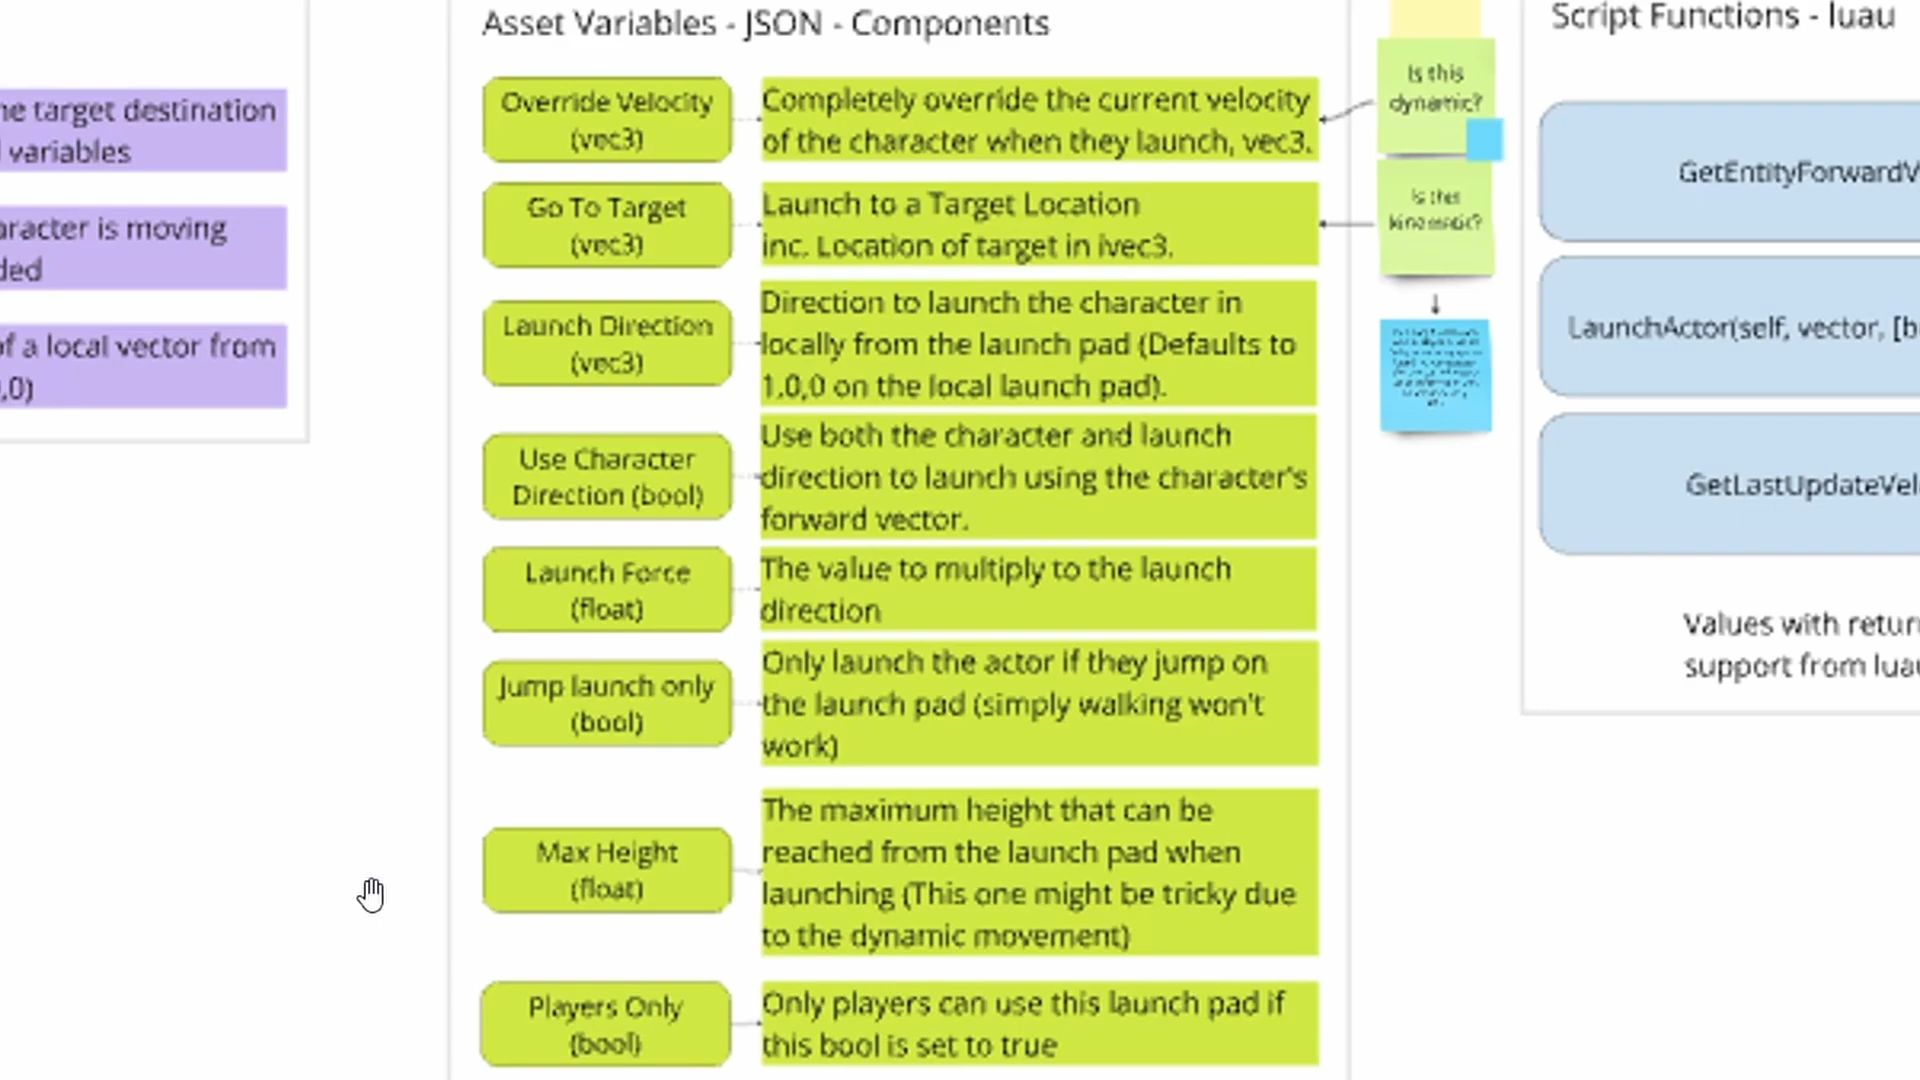 he target destination
variables
aracter is moving
ded
of a local vector from
,0)
Asset Variables - JSON - Components
Override Velocity
(vec3)
Completely override the current velocity
of the character when they launch, vec3.
Go To Target
(vec3)
Launch to a Target Location
inc. Location of target in ivec3.
Launch Direction
(vec3)
Direction to launch the character in
locally from the launch pad (Defaults to
1,0,0 on the local launch pad).
Use Character
Direction (bool)
Use both the character and launch
direction to launch using the character's
forward vector.
Launch Force
(float)
The value to multiply to the launch
direction
Jump launch only
(bool)
Only launch the actor if they jump on
the launch pad (simply walking won't
work)
Max Height
(float)
The maximum height that can be
reached from the launch pad when
launching (This one might be tricky due
to the dynamic movement)
Players Only
(bool)
Only players can use this launch pad if
this bool is set to true
Is this
dynamic?
Is this
kinematic?
Script Functions - luau
GetEntityForwardV
LaunchActor(self, vector, [b
GetLastUpdateVel
Values with return
support from luau